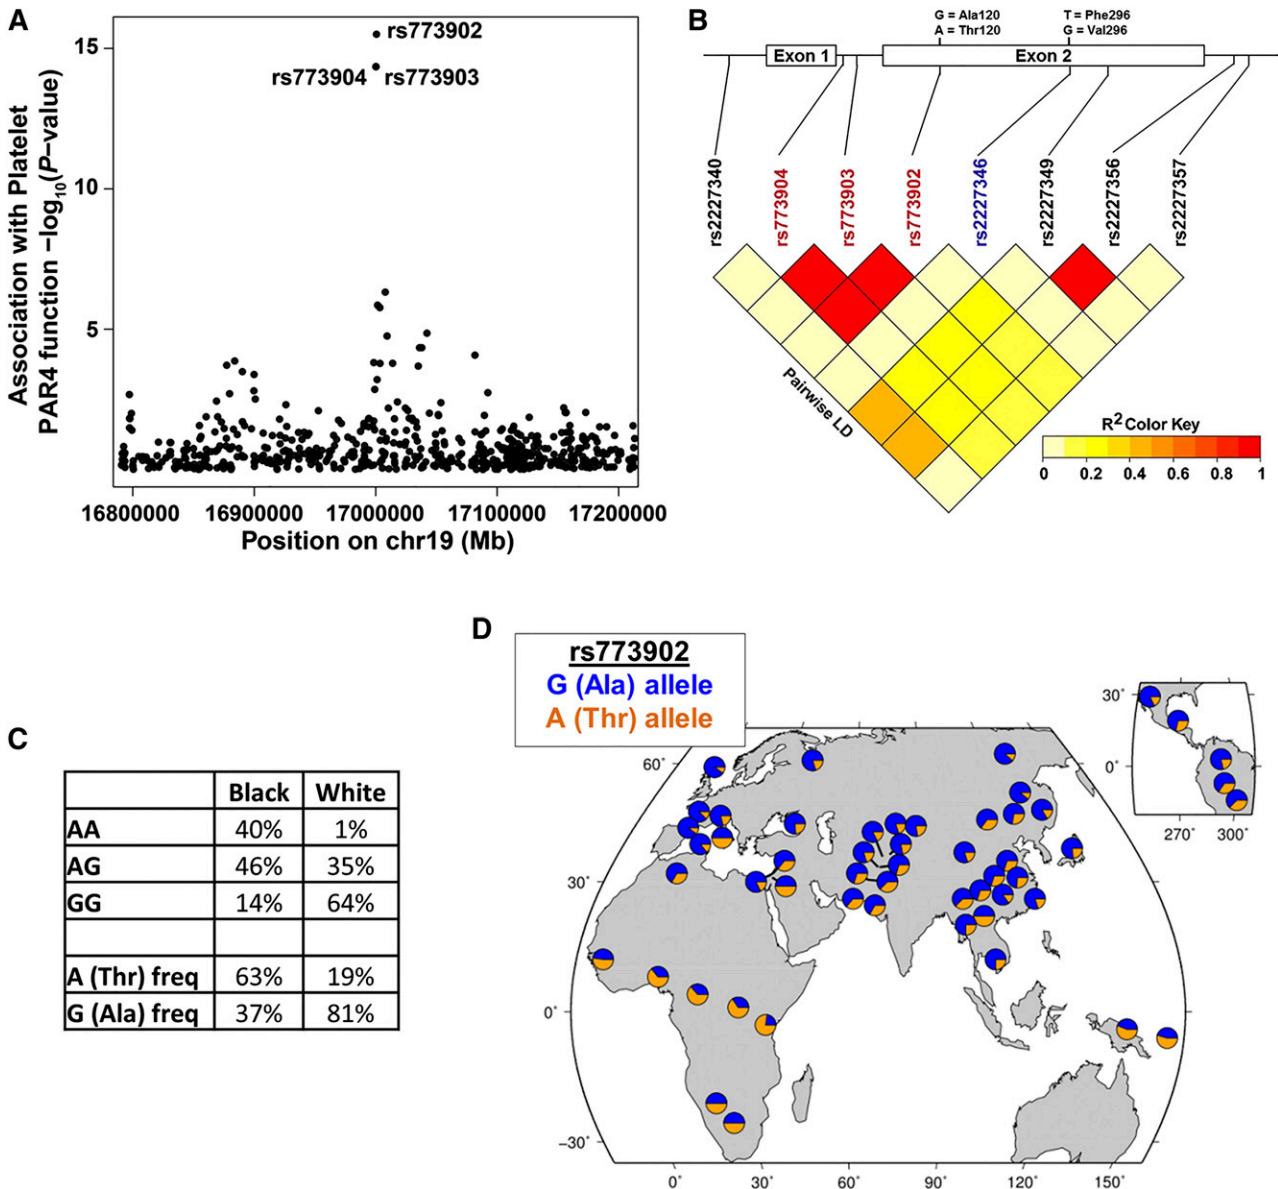 A
Association with Platelet
PAR4 function −log10(P−value)
15
10
5
rs773902
rs773904
rs773903
16800000 16900000 17000000 17100000 17200000
Position on chr19 (Mb)
B
G = Ala120
A = Thr120
T = Phe296
G = Val296
Exon 1
Exon 2
rs2227340
rs773904
rs773903
rs773902
rs2227346
rs2227349
rs2227356
rs2227357
Pairwise LD
R2 Color Key
0 0.2 0.4 0.6 0.8 1
C
Black White
AA 40% 1%
AG 46% 35%
GG 14% 64%
A (Thr) freq 63% 19%
G (Ala) freq 37% 81%
D
rs773902
G (Ala) allele
A (Thr) allele
60˚
30˚
0˚
−30˚
0˚ 30˚ 60˚ 90˚ 120˚ 150˚
30˚
0˚
270˚ 300˚